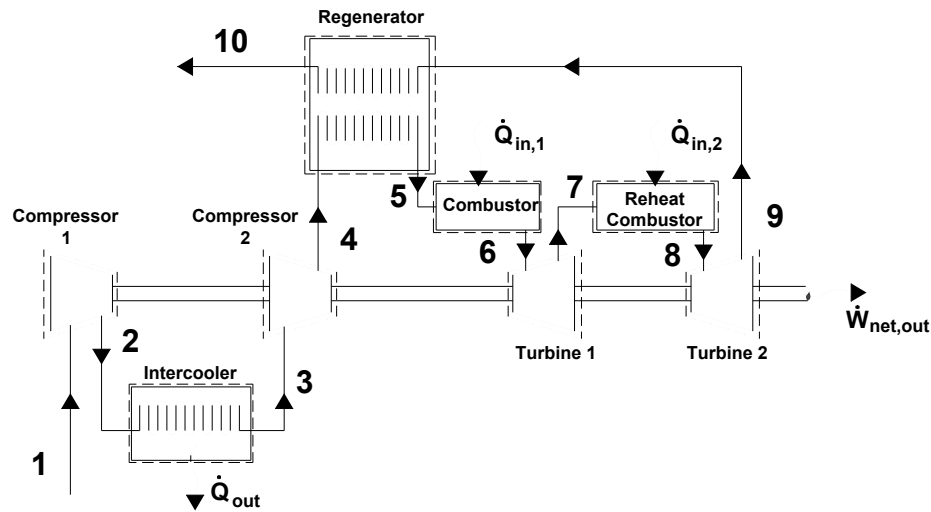 Regenerator
10
Q̇in,1
Q̇in,2
5
7
Combustor
Reheat
Combustor
9
Compressor
1
Compressor
2
4
6
8
Ẇnet,out
Turbine 1
Turbine 2
2
Intercooler
3
1
Q̇out